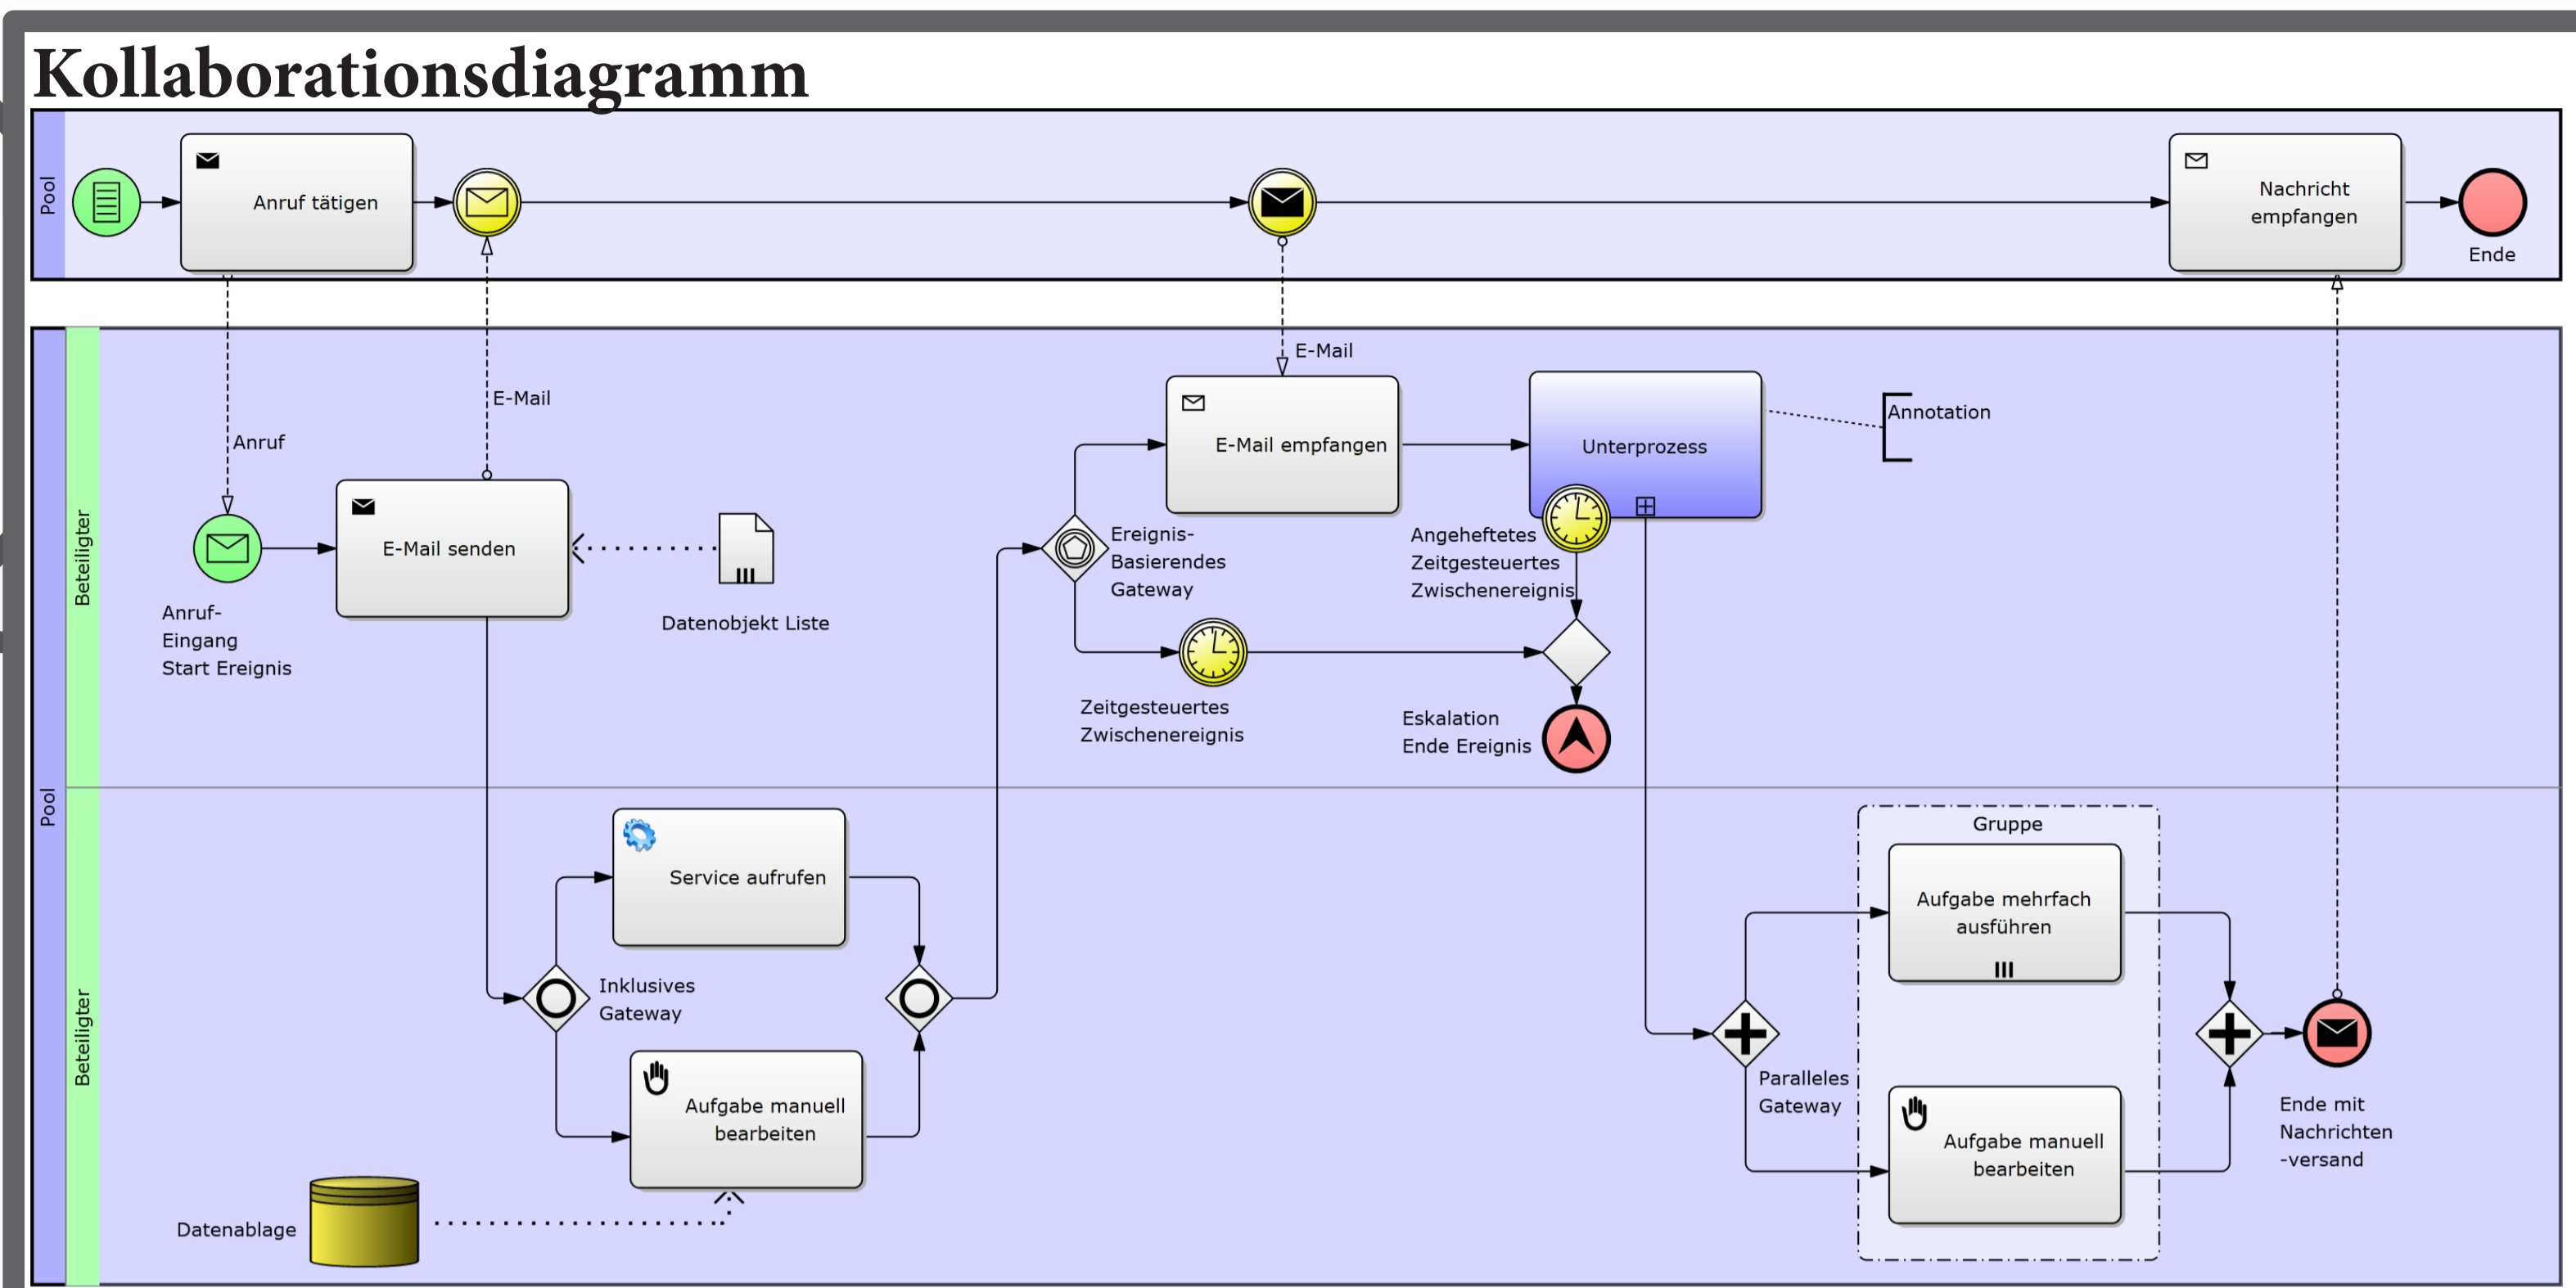 Kollaborationsdiagramm
Pool
Anruf tätigen
Nachricht
empfangen
Ende
Pool
Beteiligter
Anruf
E-Mail
E-Mail
Anruf-
Eingang
Start Ereignis
E-Mail senden
Datenobjekt Liste
Ereignis-
Basierendes
Gateway
E-Mail empfangen
Unterprozess
Annotation
Angeheftetes
Zeitgesteuertes
Zwischenereignis
Zeitgesteuertes
Zwischenereignis
Eskalation
Ende Ereignis
Beteiligter
Service aufrufen
Inklusives
Gateway
Aufgabe manuell
bearbeiten
Datenablage
Gruppe
Aufgabe mehrfach
ausführen
Paralleles
Gateway
Aufgabe manuell
bearbeiten
Ende mit
Nachrichten
-versand